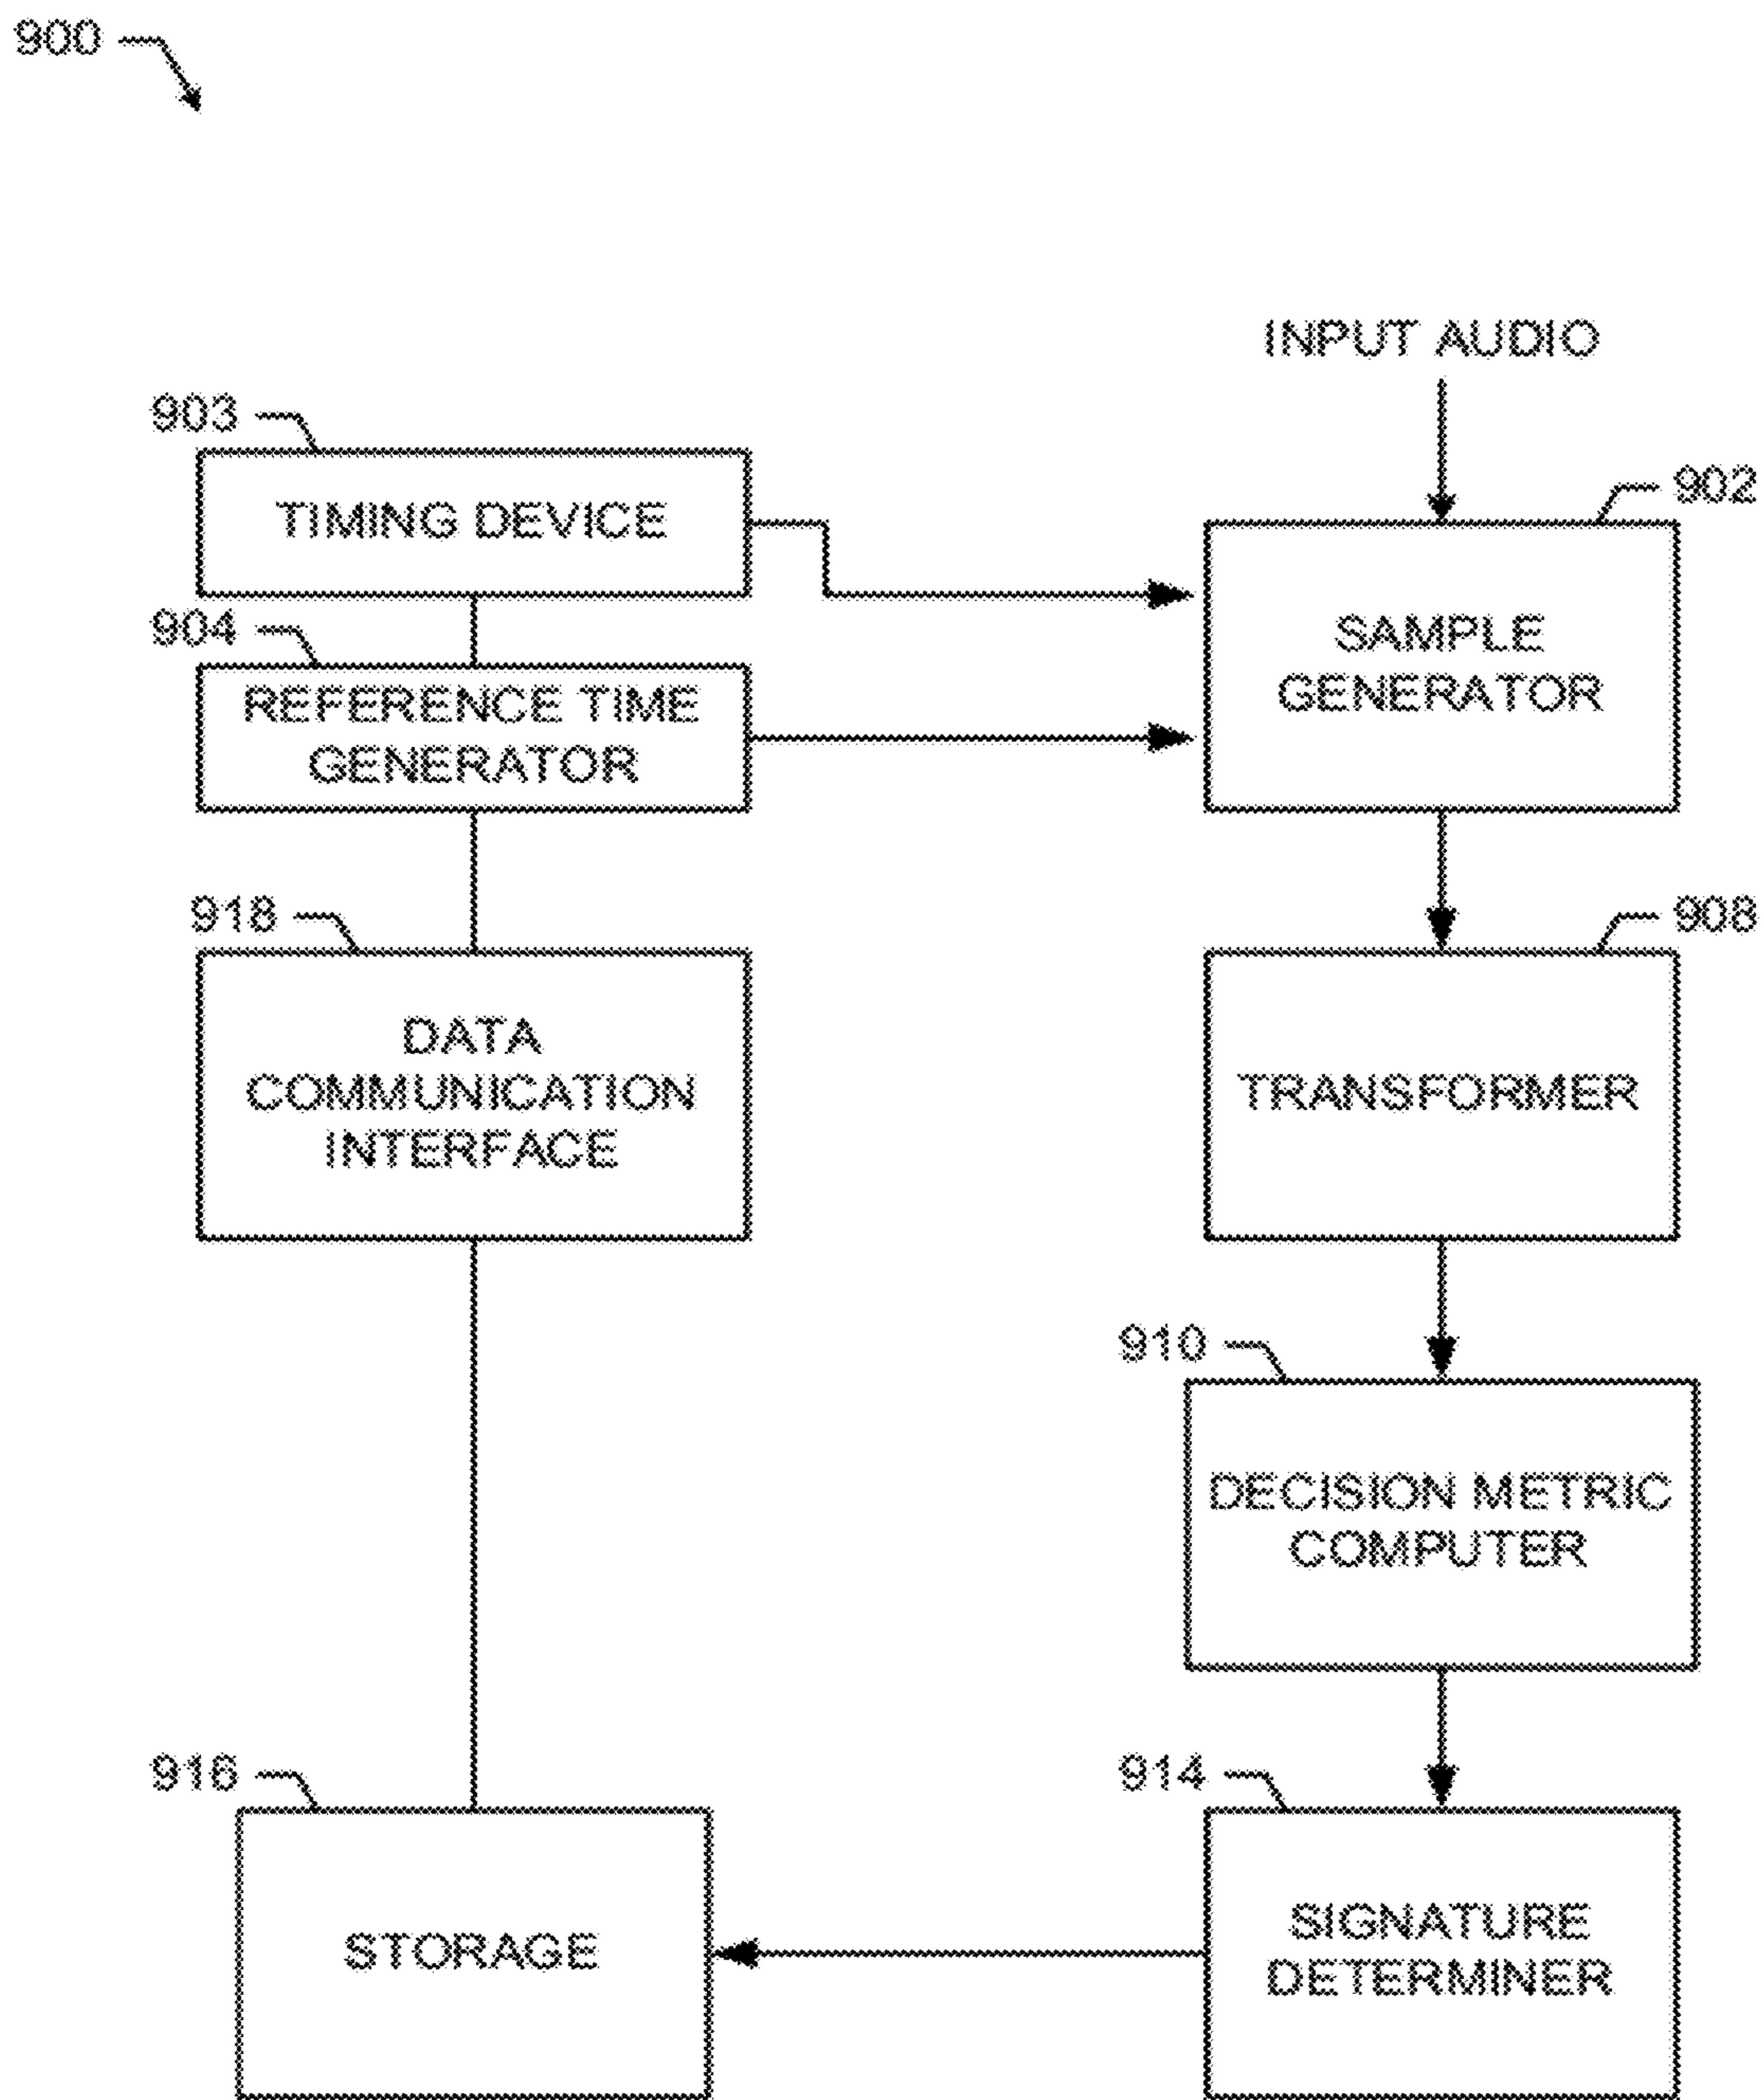 900
INPUT AUDIO
903
TIMING DEVICE
902
SAMPLE
GENERATOR
904
REFERENCE TIME
GENERATOR
918
DATA
COMMUNICATION
INTERFACE
908
TRANSFORMER
910
DECISION METRIC
COMPUTER
916
STORAGE
914
SIGNATURE
DETERMINER